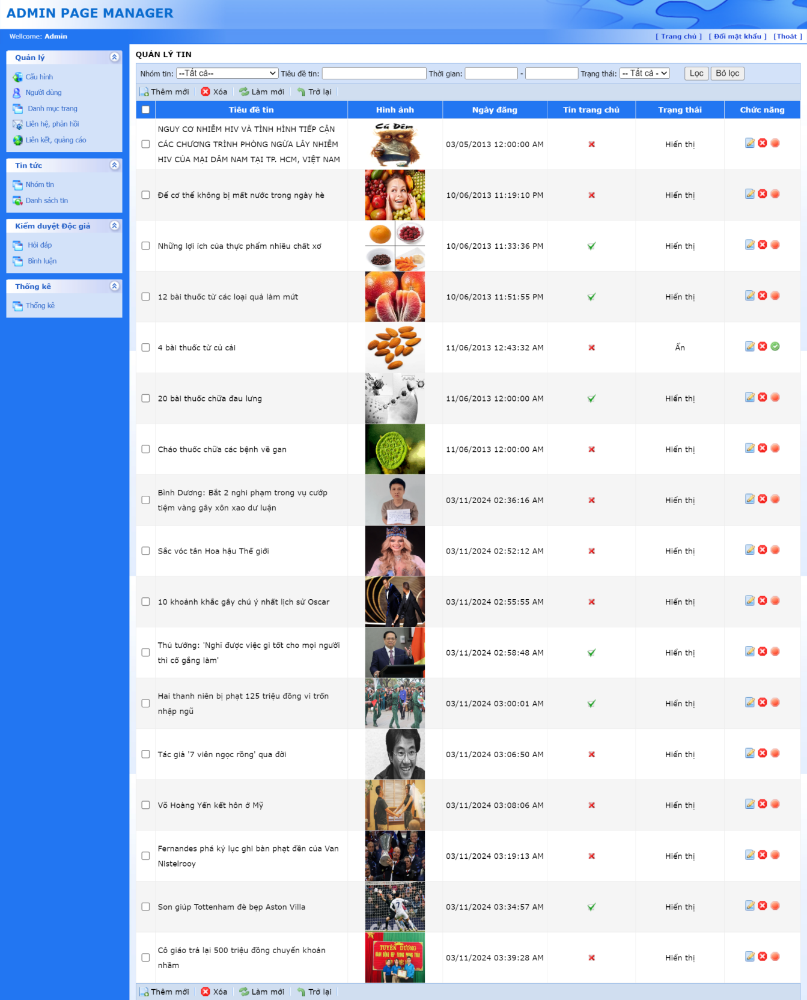 ADMIN PAGE MANAGER
Wellcome: Admin
[ Trang chủ ] [ Đổi mật khẩu ] [Thoát ]
Quản lý
Cấu hình
Người dùng
Danh mục trang
Liên hệ, phản hồi
Liên kết, quảng cáo
Tin tức
Nhóm tin
Danh sách tin
Kiểm duyệt Độc giả
Hỏi đáp
Bình luận
Thống kê
Thống kê
QUẢN LÝ TIN
Nhóm tin: --Tất cả-- Tiêu đề tin: Thời gian: - Trạng thái: -- Tất cả - Lọc Bỏ lọc
Thêm mới Xóa Làm mới Trở lại
Tiêu đề tin Hình ảnh Ngày đăng Tin trang chủ Trạng thái Chức năng
NGUY CƠ NHIỄM HIV VÀ TÌNH HÌNH TIẾP CẬN
CÁC CHƯƠNG TRÌNH PHÒNG NGỪA LÂY NHIỄM
HIV CỦA MẠI DÂM NAM TẠI TP. HCM, VIỆT NAM
Cú Đêm
03/05/2013 12:00:00 AM Hiển thị
Để cơ thể không bị mất nước trong ngày hè 10/06/2013 11:19:10 PM Hiển thị
Những lợi ích của thực phẩm nhiều chất xơ 10/06/2013 11:33:36 PM Hiển thị
12 bài thuốc từ các loại quả làm mứt 10/06/2013 11:51:55 PM Hiển thị
4 bài thuốc từ củ cải 11/06/2013 12:43:32 AM Ẩn
20 bài thuốc chữa đau lưng 11/06/2013 12:00:00 AM Hiển thị
Cháo thuốc chữa các bệnh về gan 11/06/2013 12:00:00 AM Hiển thị
Bình Dương: Bắt 2 nghi phạm trong vụ cướp
tiệm vàng gây xôn xao dư luận
03/11/2024 02:36:16 AM Hiển thị
Sắc vóc tân Hoa hậu Thế giới 03/11/2024 02:52:12 AM Hiển thị
10 khoảnh khắc gây chú ý nhất lịch sử Oscar 03/11/2024 02:55:55 AM Hiển thị
Thủ tướng: 'Nghĩ được việc gì tốt cho mọi người
thì cố gắng làm'
03/11/2024 02:58:48 AM Hiển thị
Hai thanh niên bị phạt 125 triệu đồng vì trốn
nhập ngũ
03/11/2024 03:00:01 AM Hiển thị
Tác giả '7 viên ngọc rồng' qua đời 03/11/2024 03:06:50 AM Hiển thị
Võ Hoàng Yến kết hôn ở Mỹ 03/11/2024 03:08:06 AM Hiển thị
Fernandes phá kỷ lục ghi bàn phạt đền của Van
Nistelrooy
03/11/2024 03:19:13 AM Hiển thị
Son giúp Tottenham đè bẹp Aston Villa 03/11/2024 03:34:57 AM Hiển thị
7
Cô giáo trả lại 500 triệu đồng chuyển khoản
nhầm
TUYÊN DƯƠNG
03/11/2024 03:39:28 AM Hiển thị
Thêm mới Xóa Làm mới Trở lại